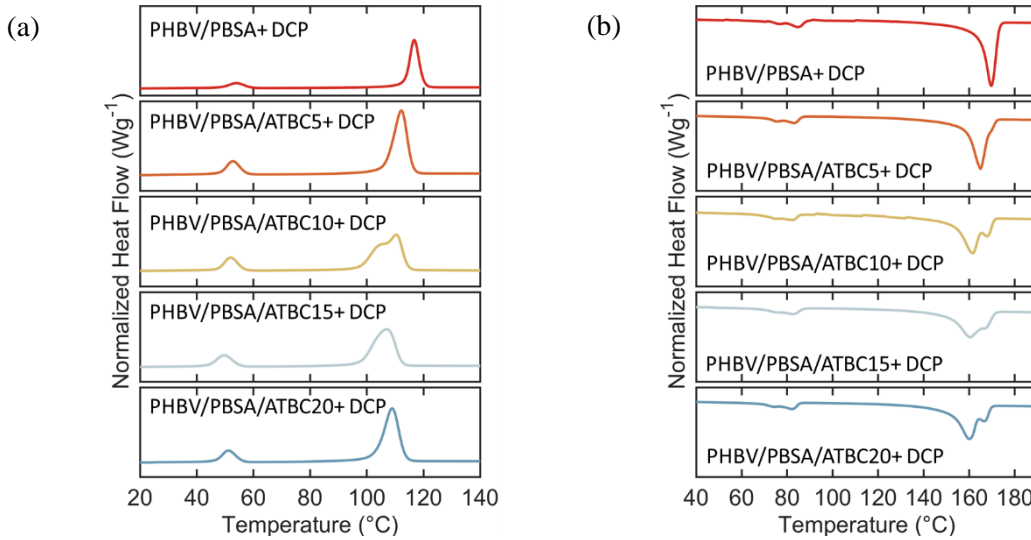 (a)
Normalized Heat Flow (Wg⁻¹)
PHBV/PBSA+ DCP
PHBV/PBSA/ATBC5+ DCP
PHBV/PBSA/ATBC10+ DCP
PHBV/PBSA/ATBC15+ DCP
PHBV/PBSA/ATBC20+ DCP
20 40 60 80 100 120 140
Temperature (°C)
(b)
Normalized Heat Flow (Wg⁻¹)
PHBV/PBSA+ DCP
PHBV/PBSA/ATBC5+ DCP
PHBV/PBSA/ATBC10+ DCP
PHBV/PBSA/ATBC15+ DCP
PHBV/PBSA/ATBC20+ DCP
40 60 80 100 120 140 160 180
Temperature (°C)